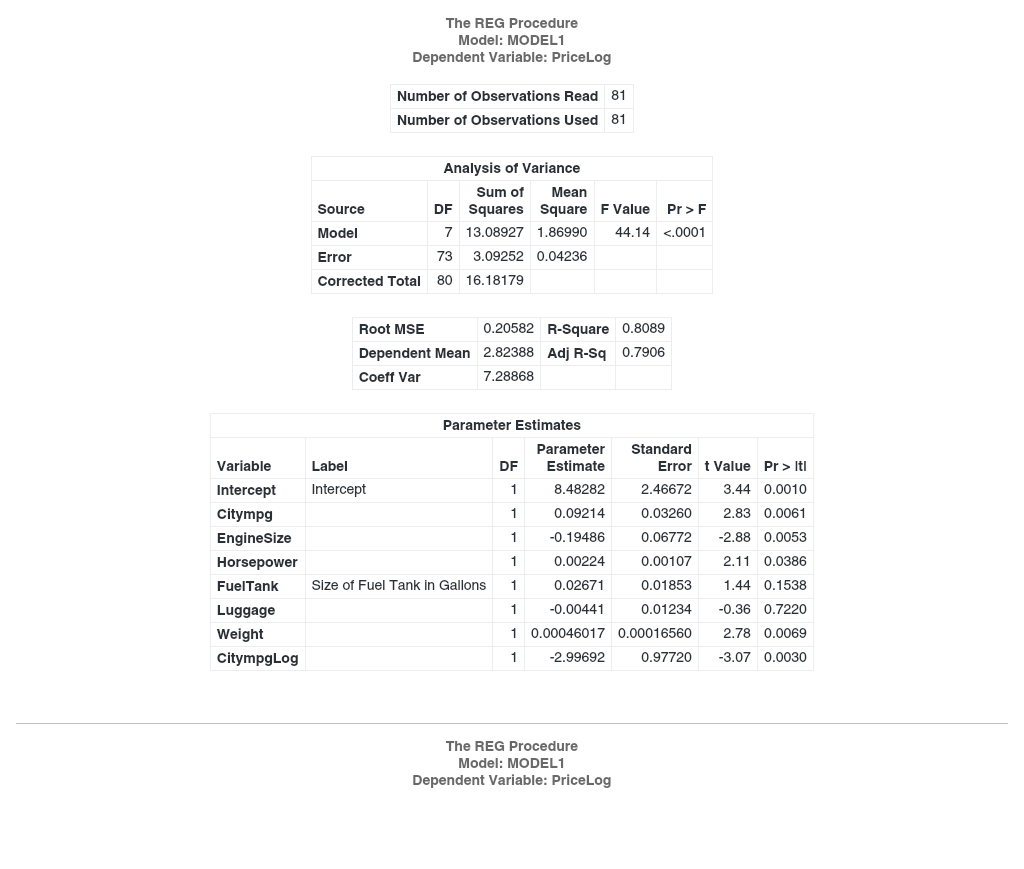 The REG Procedure
Model: MODEL1
Dependent Variable: PriceLog
Number of Observations Read 81
Number of Observations Used 81
Analysis of Variance
Source DF Sum of Squares Mean Square F Value Pr > F
Model 7 13.08927 1.86990 44.14 <.0001
Error 73 3.09252 0.04236
Corrected Total 80 16.18179
Root MSE 0.20582 R-Square 0.8089
Dependent Mean 2.82388 Adj R-Sq 0.7906
Coeff Var 7.28868
Parameter Estimates
Variable Label DF Parameter Estimate Standard Error t Value Pr > |t|
Intercept Intercept 1 8.48282 2.46672 3.44 0.0010
Citympg 1 0.09214 0.03260 2.83 0.0061
EngineSize 1 -0.19486 0.06772 -2.88 0.0053
Horsepower 1 0.00224 0.00107 2.11 0.0386
FuelTank Size of Fuel Tank in Gallons 1 0.02671 0.01853 1.44 0.1538
Luggage 1 -0.00441 0.01234 -0.36 0.7220
Weight 1 0.00046017 0.00016560 2.78 0.0069
CitympgLog 1 -2.99692 0.97720 -3.07 0.0030
The REG Procedure
Model: MODEL1
Dependent Variable: PriceLog